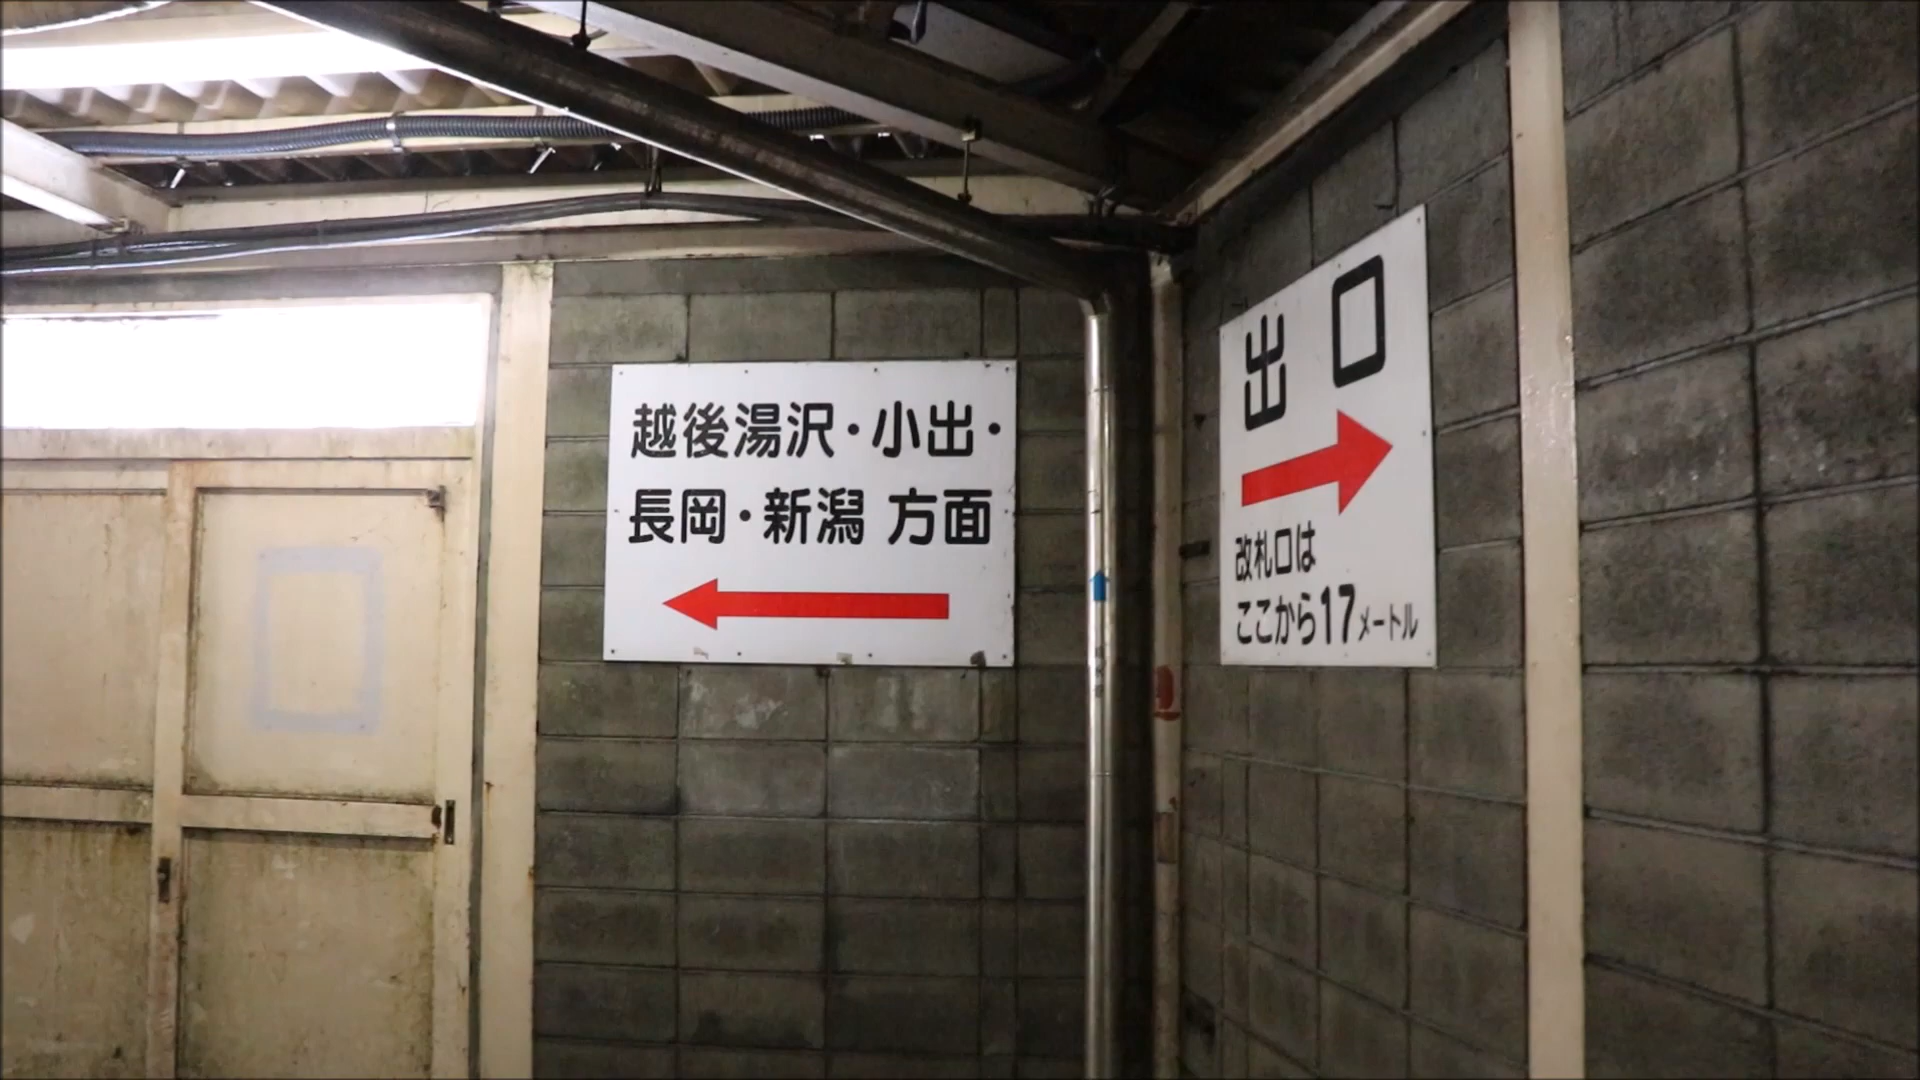 越後湯沢・小出・
長岡・新潟 方面
出口
改札口は
ここから17メートル